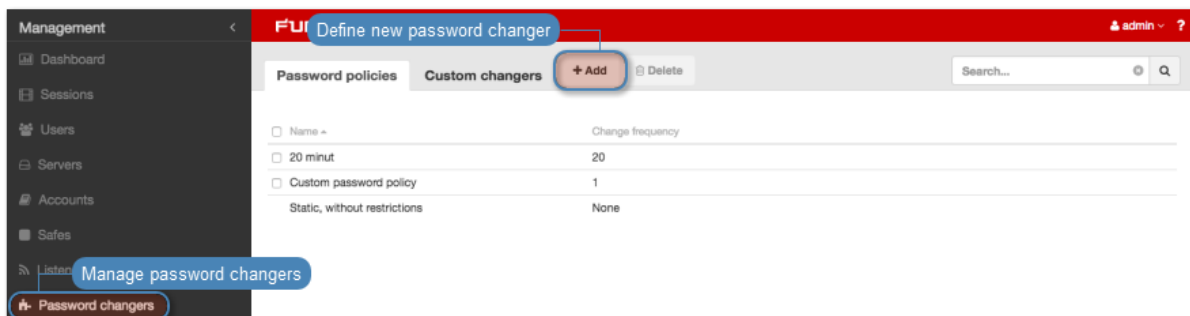 Management
Define new password changer
admin ?
Dashboard
Password policies Custom changers + Add Delete Search...
Sessions
Users
Name Change frequency
20 minut 20
Servers
Custom password policy 1
Accounts
Static, without restrictions None
Safes
Manage password changers
Password changers